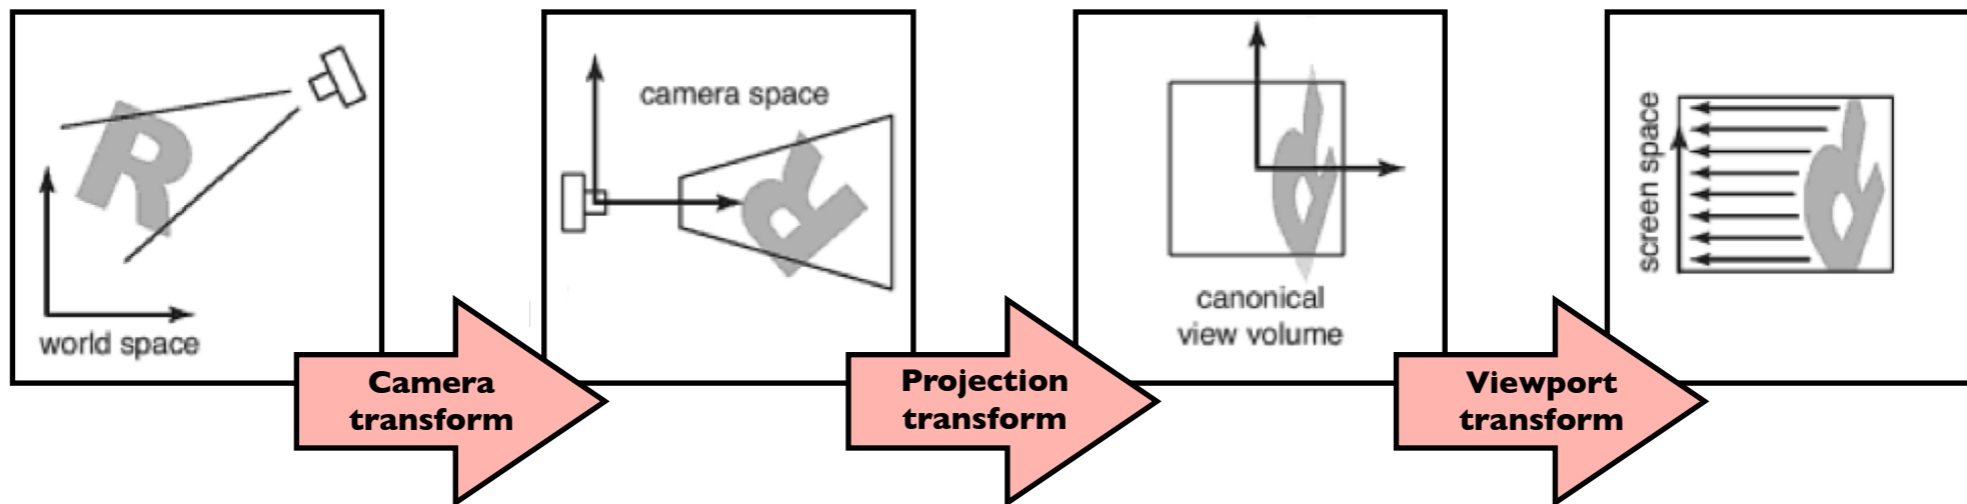 world space
Camera
transform
camera space
Projection
transform
canonical
view volume
Viewport
transform
screen space